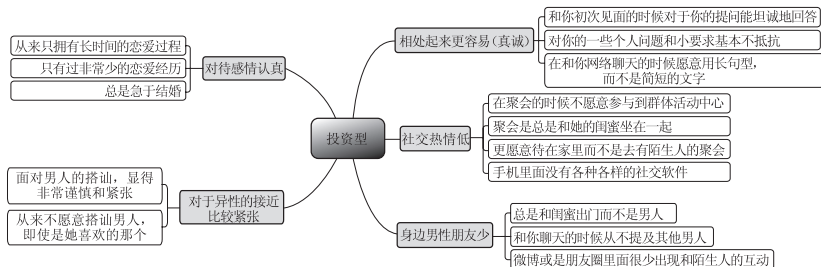 从来只拥有长时间的恋爱过程
只有过非常少的恋爱经历
总是急于结婚
对待感情认真
面对男人的搭讪，显得
非常谨慎和紧张
从来不愿意搭讪男人，
即使是她喜欢的那个
对于异性的接近
比较紧张
投资型
相处起来更容易（真诚）
和你初次见面的时候对于你的提问能坦诚地回答
对你的一些个人问题和小要求基本不抵抗
在和你网络聊天的时候愿意用长句型，
而不是简短的文字
社交热情低
在聚会的时候不愿意参与到群体活动中心
聚会是总是和她的闺蜜坐在一起
更愿意待在家里而不是去有陌生人的聚会
手机里面没有各种各样的社交软件
身边男性朋友少
总是和闺蜜出门而不是男人
和你聊天的时候从不提及其他男人
微博或是朋友圈里面很少出现和陌生人的互动